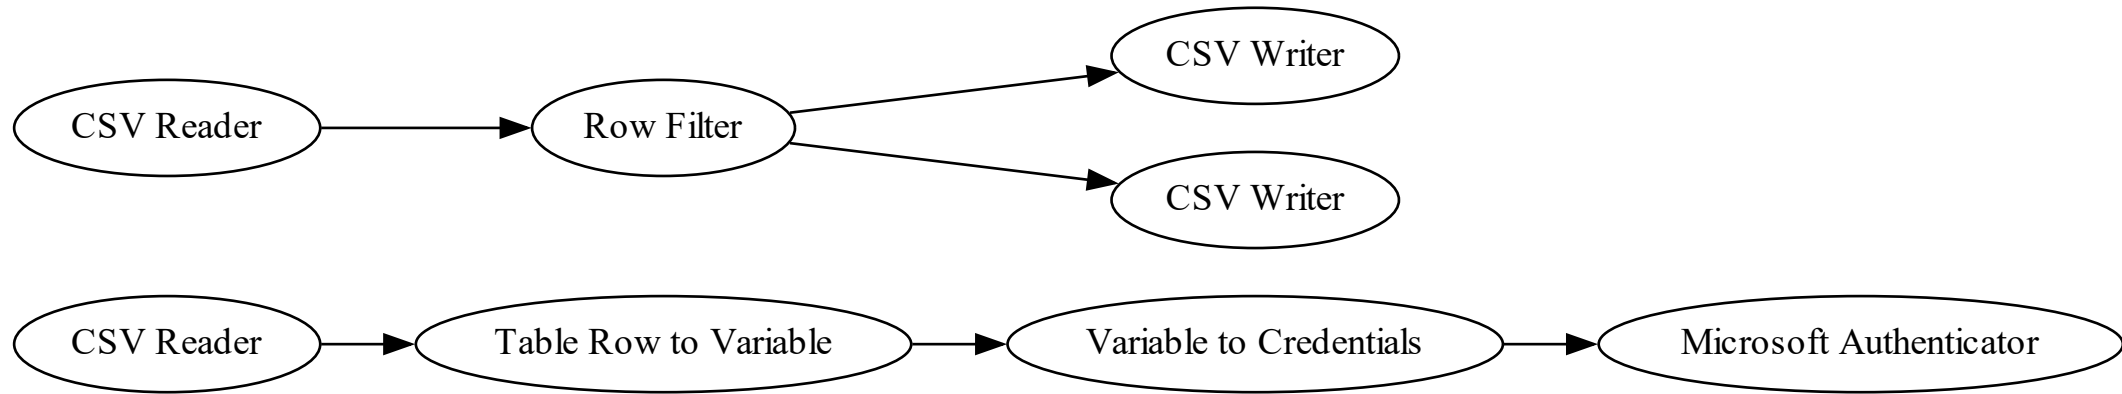 CSV Writer
CSV Reader
Row Filter
CSV Writer
CSV Reader
Table Row to Variable
Variable to Credentials
Microsoft Authenticator